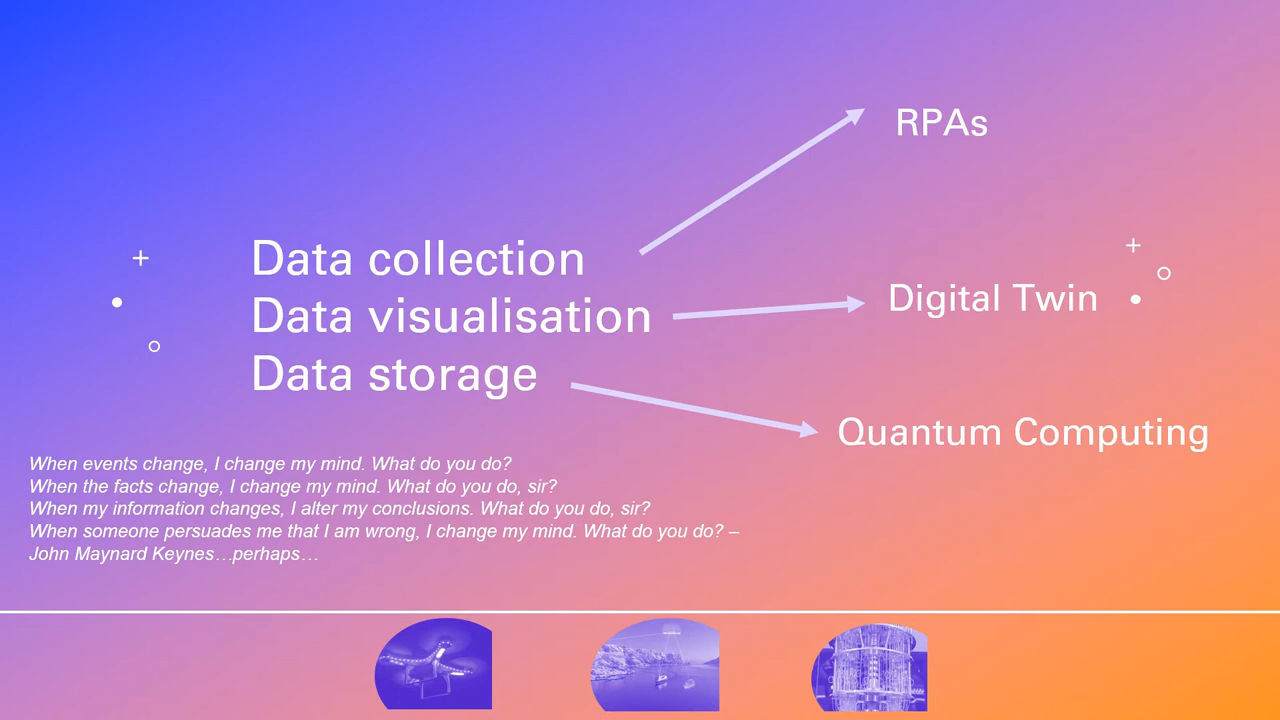 RPAs
Data collection
Data visualisation
Data storage
Digital Twin
Quantum Computing
When events change, I change my mind. What do you do?
When the facts change, I change my mind. What do you do, sir?
When my information changes, I alter my conclusions. What do you do, sir?
When someone persuades me that I am wrong, I change my mind. What do you do? –
John Maynard Keynes…perhaps…